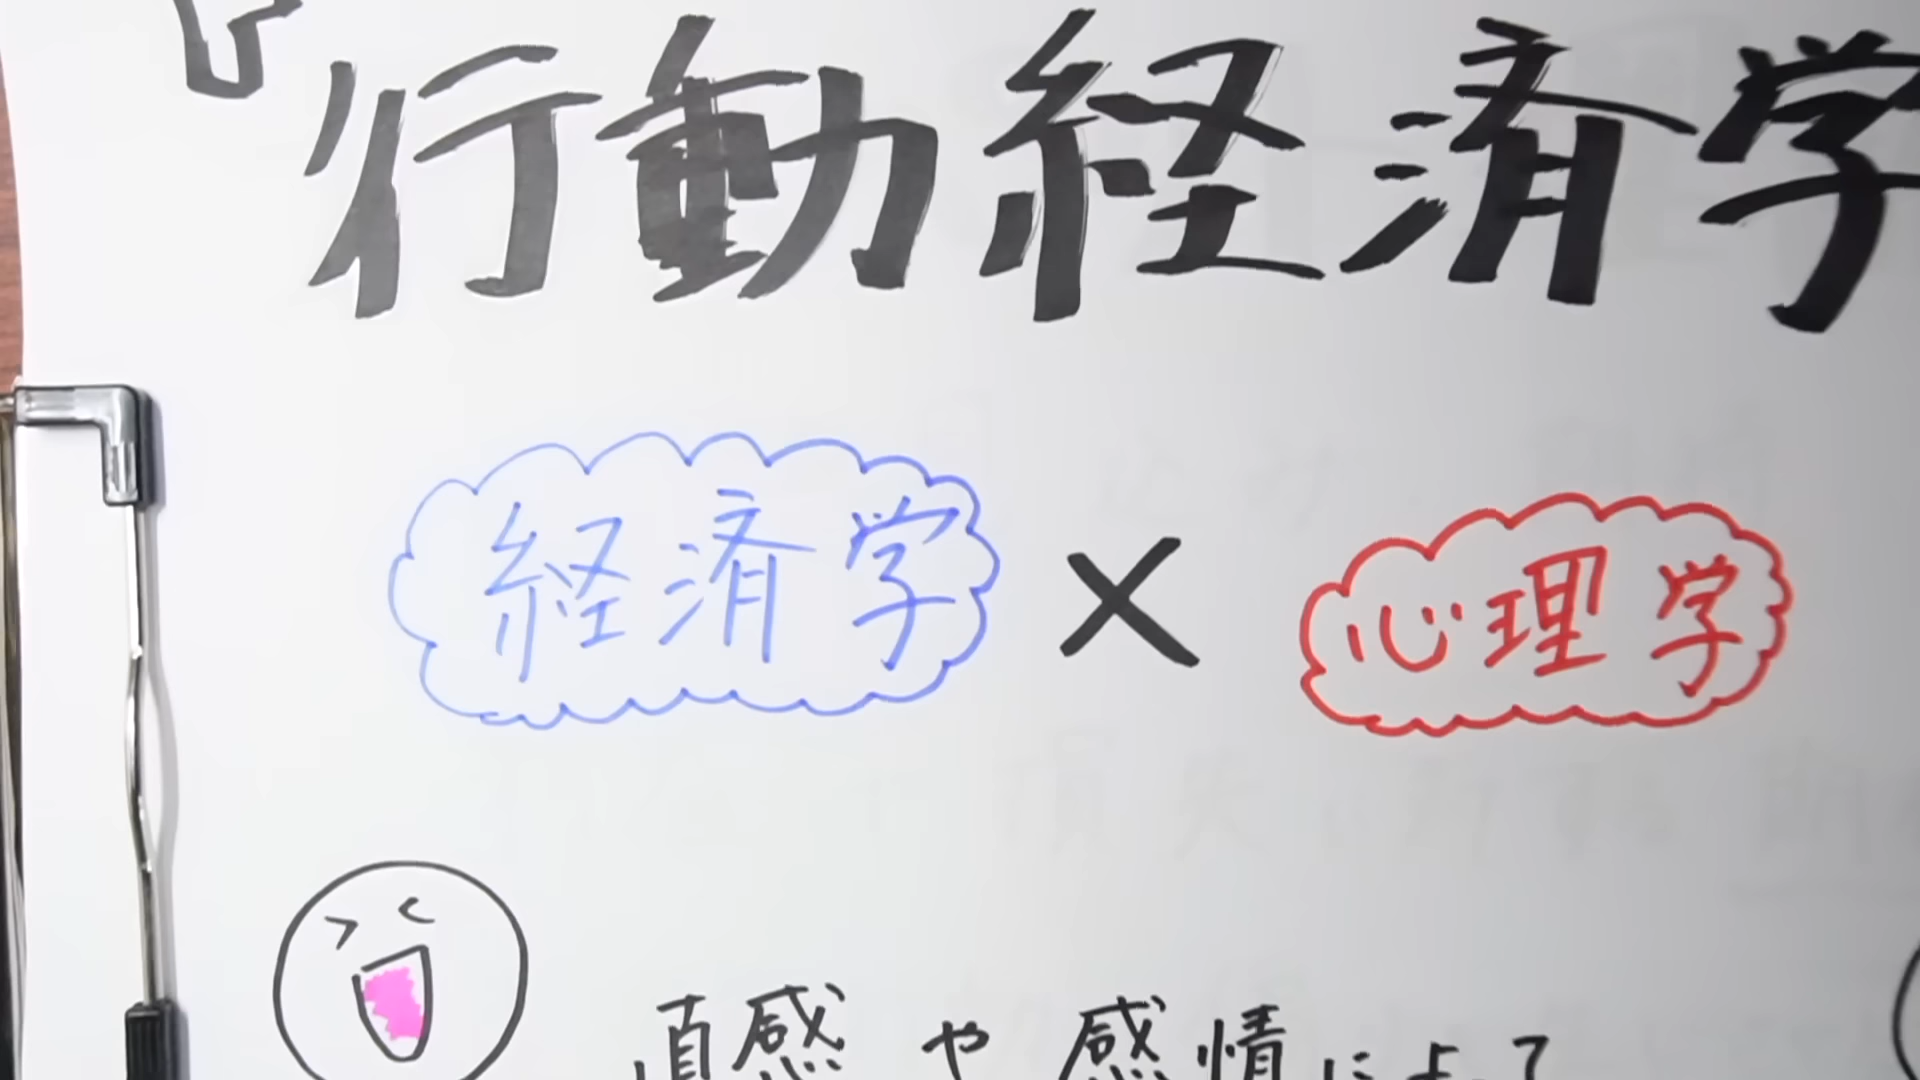 『行動経済学
経済学 × 心理学
直感や感情によって